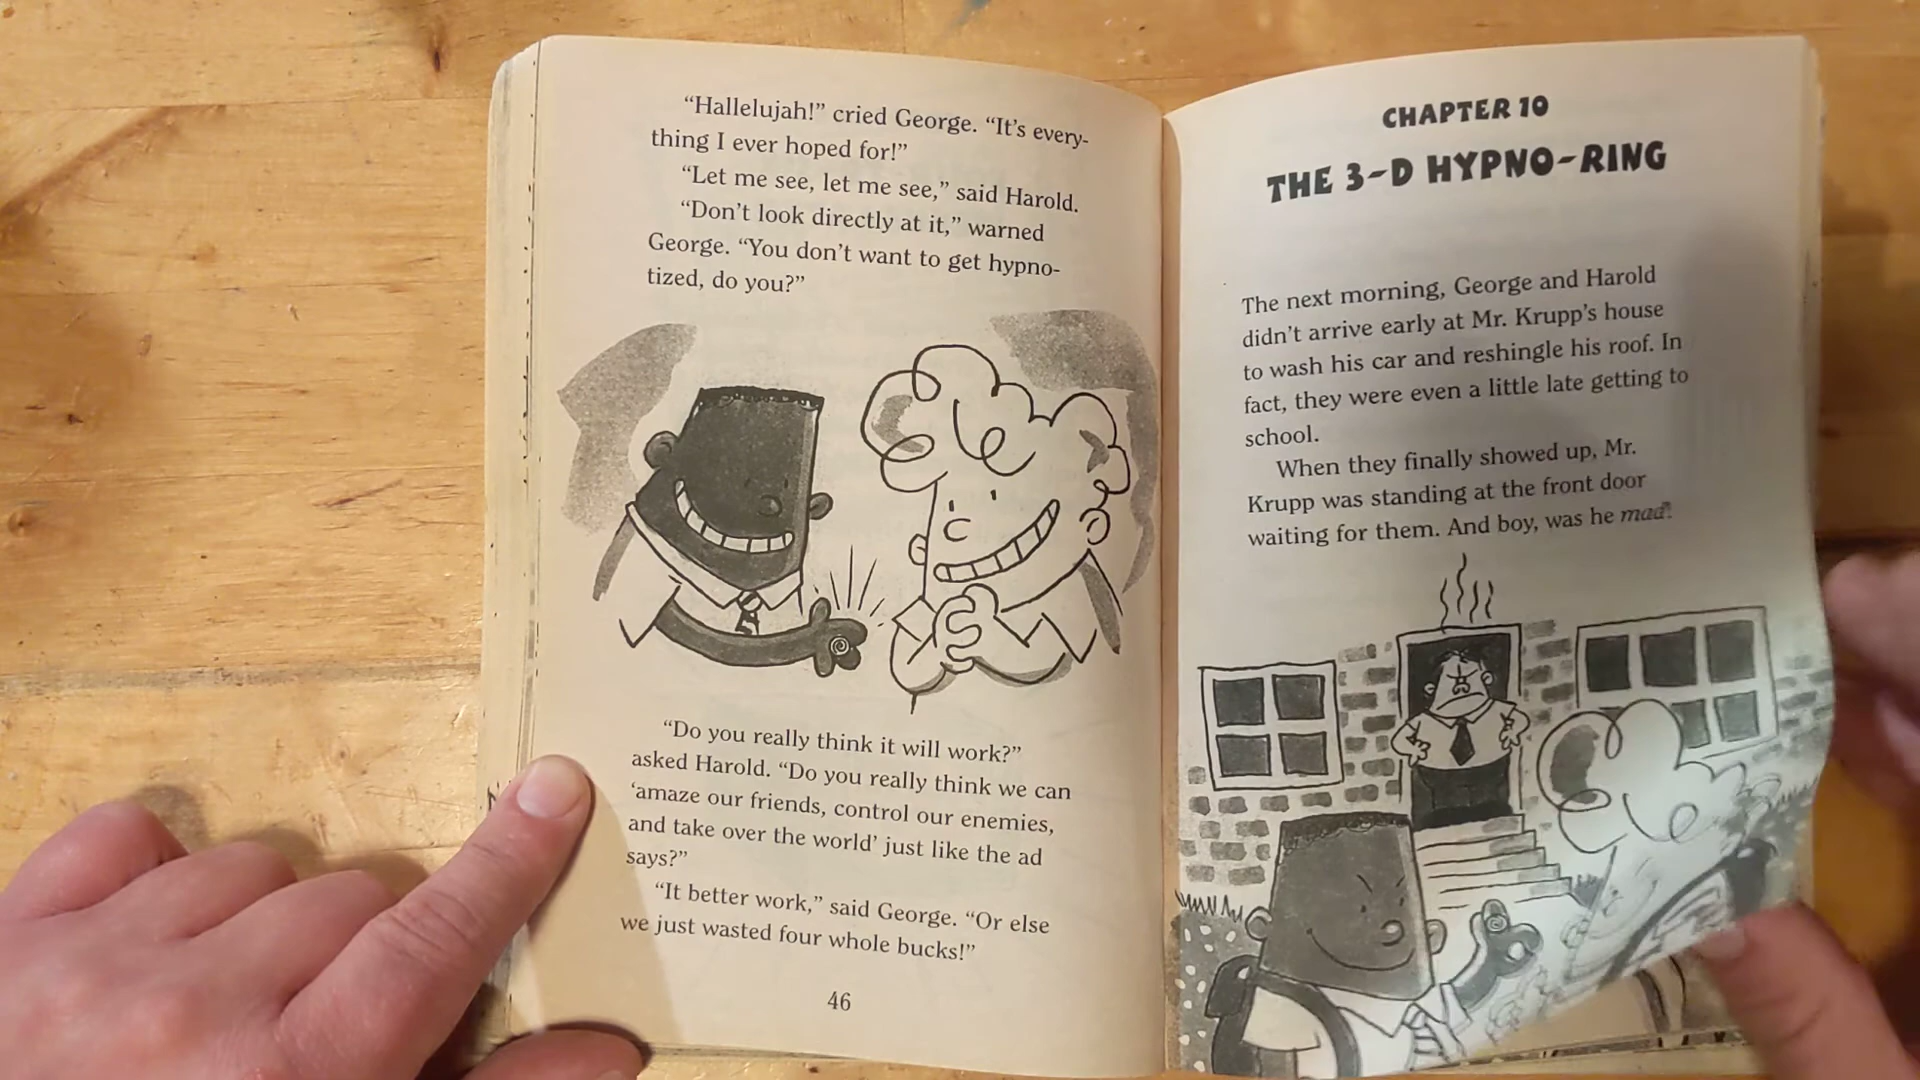 “Hallelujah!” cried George. “It’s every-
thing I ever hoped for!”
“Let me see, let me see,” said Harold.
“Don’t look directly at it,” warned
George. “You don’t want to get hypno-
tized, do you?”
“Do you really think it will work?”
asked Harold. “Do you really think we can
‘amaze our friends, control our enemies,
and take over the world’ just like the ad
says?”
“It better work,” said George. “Or else
we just wasted four whole bucks!”
46
CHAPTER 10
THE 3-D HYPNO-RING
The next morning, George and Harold
didn’t arrive early at Mr. Krupp’s house
to wash his car and reshingle his roof. In
fact, they were even a little late getting to
school.
When they finally showed up, Mr.
Krupp was standing at the front door
waiting for them. And boy, was he mad!